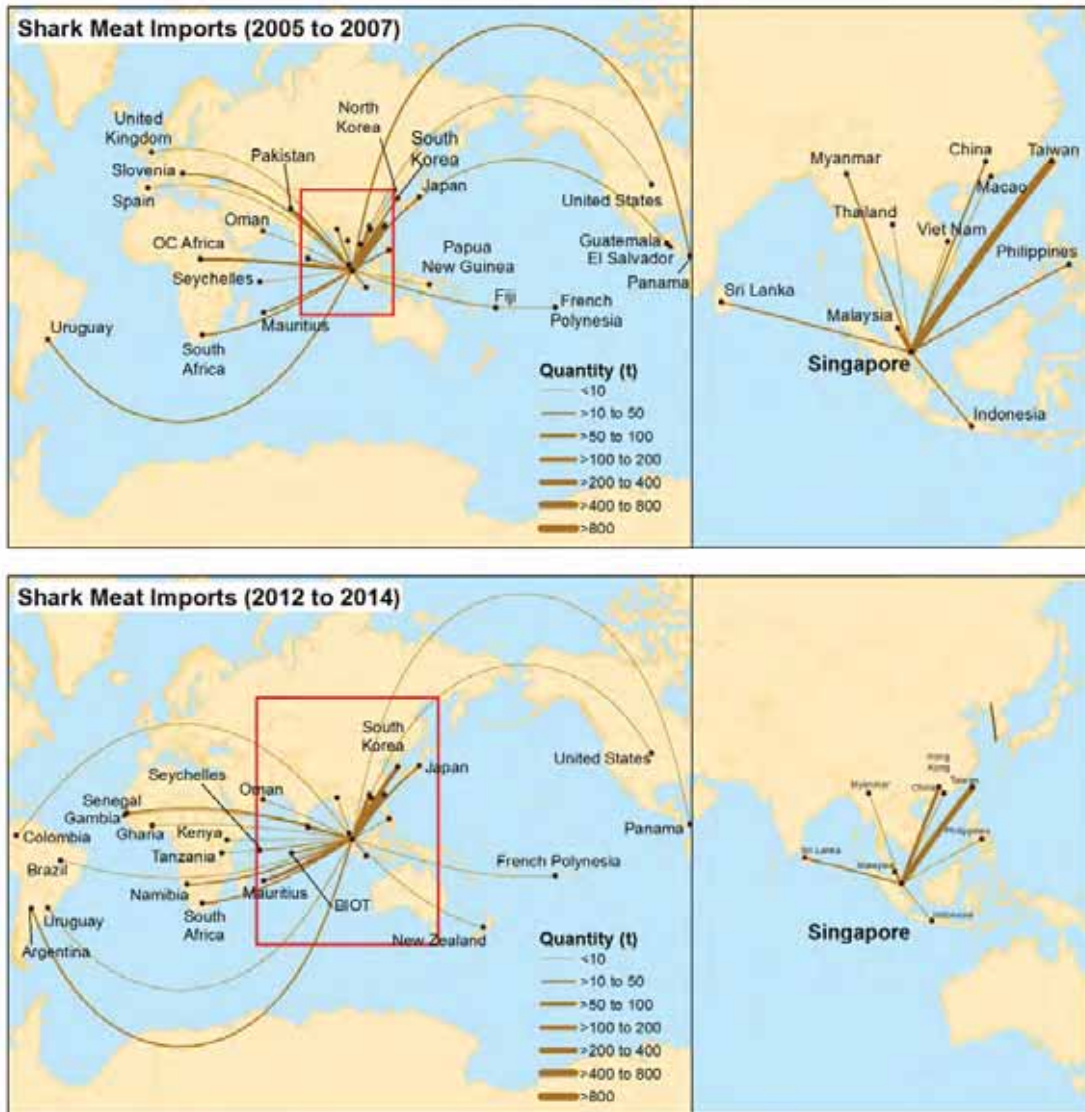 Shark Meat Imports (2005 to 2007)
United
Kingdom
Slovenia
Spain
Pakistan
North
Korea
South
Korea
Japan
Oman
OC Africa
Seychelles
Mauritius
South
Africa
Uruguay
Papua
New Guinea
Fiji
French
Polynesia
United States
Guatemala
El Salvador
Panama
Quantity (t)
<10
>10 to 50
>50 to 100
>100 to 200
>200 to 400
>400 to 800
>800
Myanmar
China
Taiwan
Macao
Thailand
Viet Nam
Philippines
Sri Lanka
Malaysia
Singapore
Indonesia
Shark Meat Imports (2012 to 2014)
South
Korea
Japan
Seychelles
Oman
Senegal
Gambia
Ghana
Kenya
Colombia
Tanzania
Brazil
Namibia
Mauritius
South
Africa
BIOT
Uruguay
Argentina
New Zealand
French Polynesia
United States
Panama
Quantity (t)
<10
>10 to 50
>50 to 100
>100 to 200
>200 to 400
>400 to 800
>800
Hong
Kong
Myanmar
China
Taiwan
Philippines
Sri Lanka
Malaysia
Indonesia
Singapore